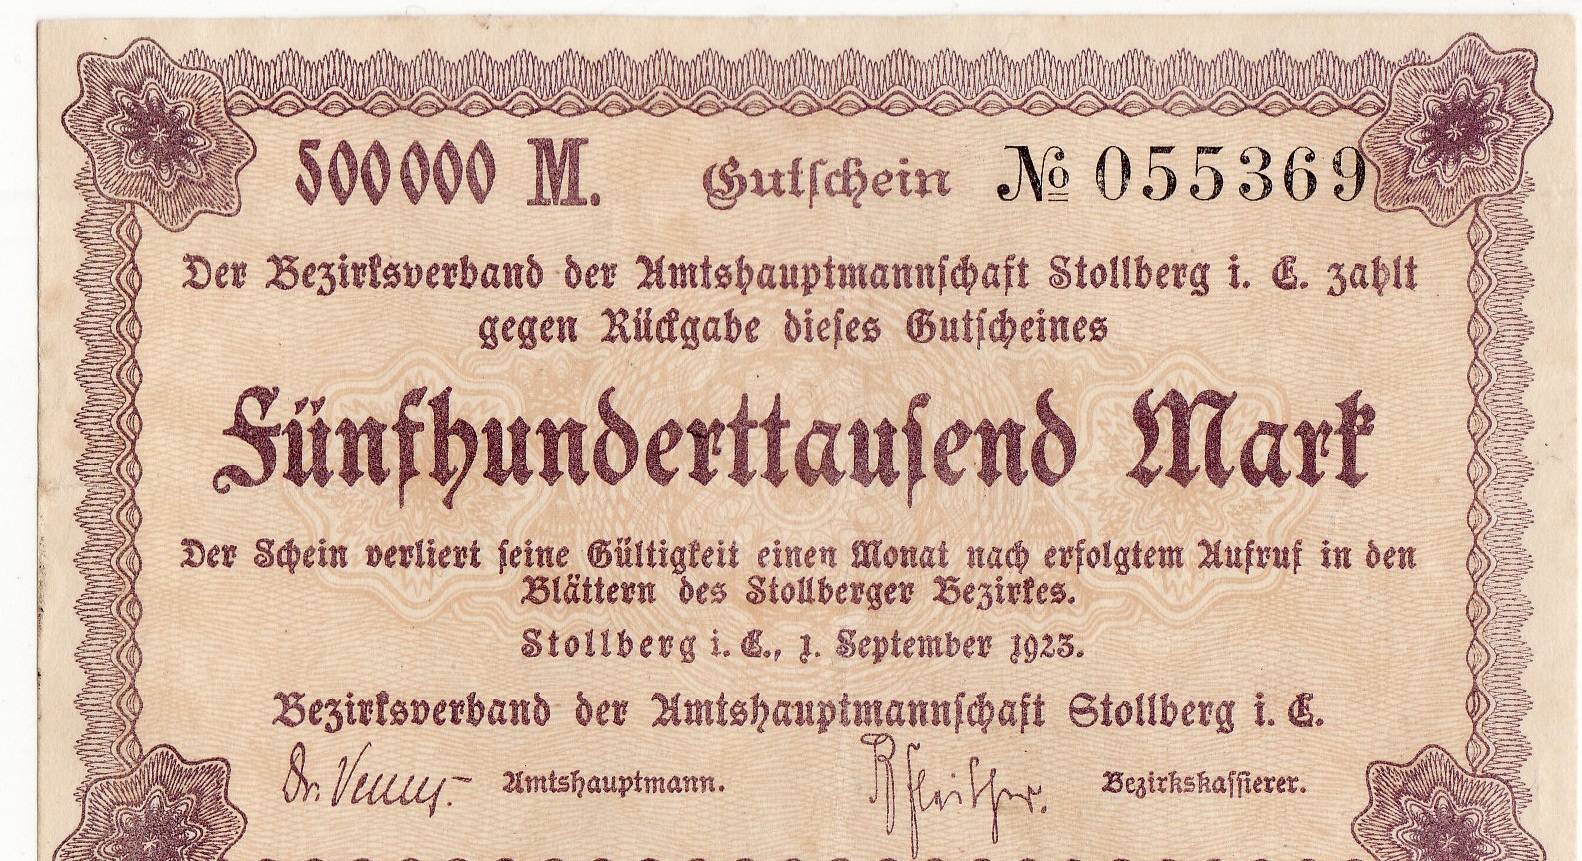 500000 M. Gutschein № 055369
Der Bezirksverband der Amtshauptmannschaft Stollberg i. E. zahlt
gegen Rückgabe dieses Gutscheines
Fünfhunderttausend Mark
Der Schein verliert seine Gültigkeit einen Monat nach erfolgtem Aufruf in den
Blättern des Stollberger Bezirkes.
Stollberg i. E., 1. September 1923.
Bezirksverband der Amtshauptmannschaft Stollberg i. E.
Dr. Amtshauptmann. Bezirkskassierer.